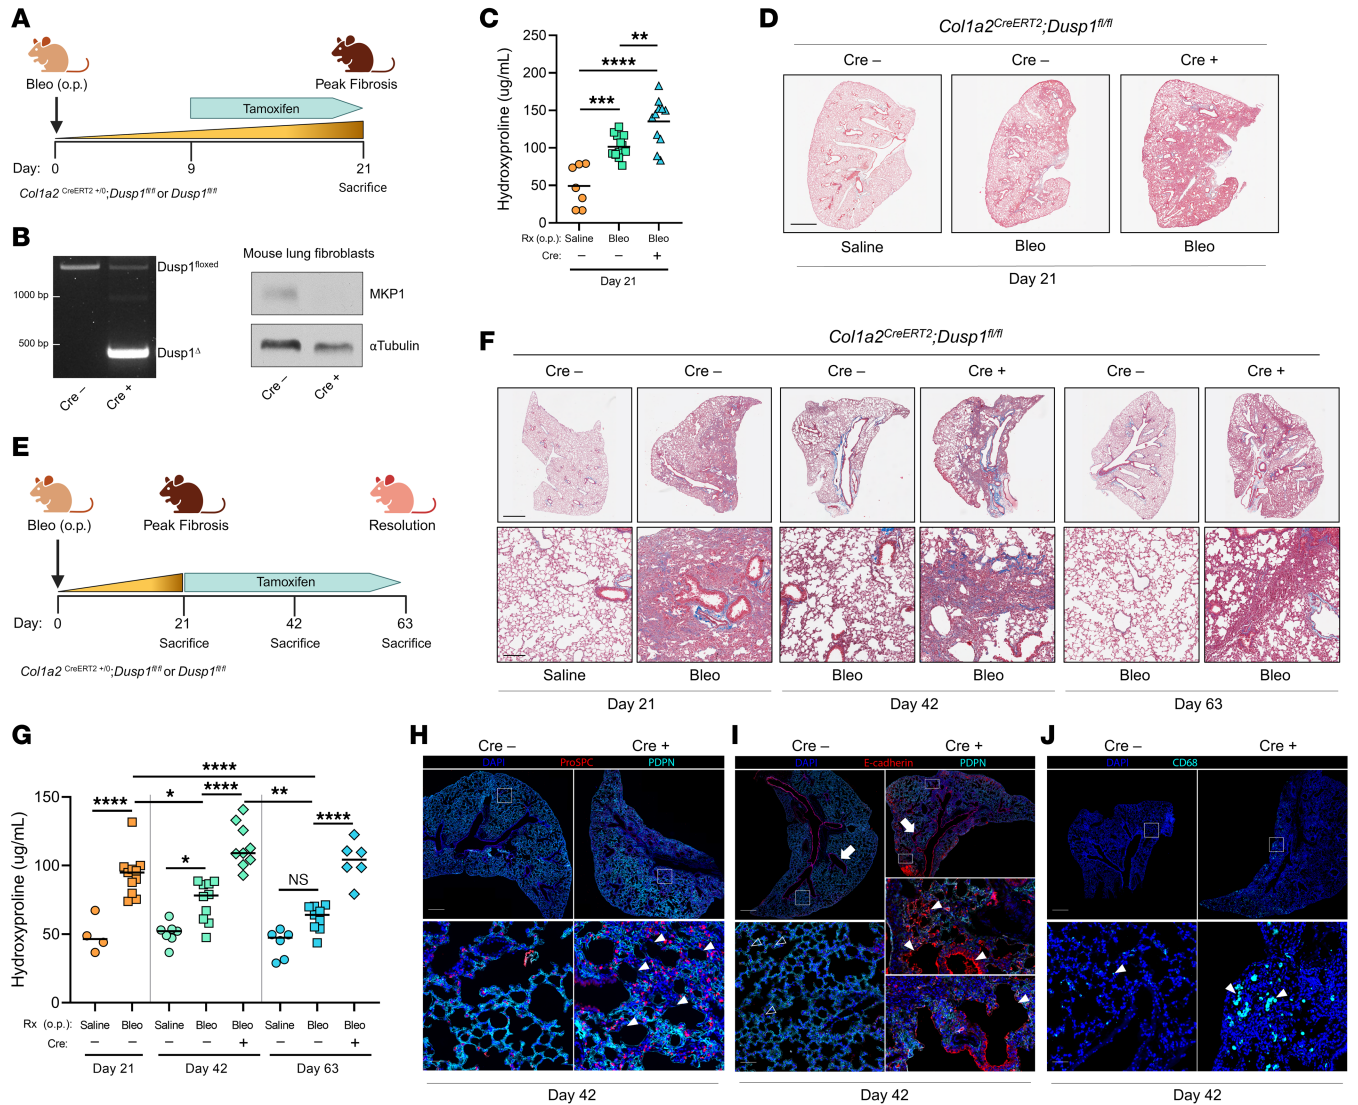 A
Bleo (o.p.)
Peak Fibrosis
Tamoxifen
Day: 0 9 21
Sacrifice
Col1a2 CreERT2 +/0;Dusp1fl/fl or Dusp1fl/fl
B
Dusp1floxed
1000 bp
500 bp
Dusp1Δ
Cre – Cre +
Mouse lung fibroblasts
MKP1
αTubulin
Cre – Cre +
C
Hydroxyproline (ug/mL)
250
200
150
100
50
0
**
****
***
Rx (o.p.): Saline Bleo Bleo
Cre: – – +
Day 21
D
Col1a2CreERT2;Dusp1fl/fl
Cre – Cre – Cre +
Saline Bleo Bleo
Day 21
E
Bleo (o.p.)
Peak Fibrosis
Resolution
Tamoxifen
Day: 0 21 42 63
Sacrifice Sacrifice Sacrifice
Col1a2 CreERT2 +/0;Dusp1fl/fl or Dusp1fl/fl
F
Col1a2CreERT2;Dusp1fl/fl
Cre – Cre – Cre – Cre + Cre – Cre +
Saline Bleo Bleo Bleo Bleo Bleo
Day 21 Day 42 Day 63
G
Hydroxyproline (ug/mL)
150
100
50
0
****
**** * **** **
****
*
NS
Rx (o.p.): Saline Bleo Saline Bleo Bleo Saline Bleo Bleo
Cre: – – – – + – – +
Day 21 Day 42 Day 63
H
Cre – Cre +
DAPI ProSPC PDPN
Day 42
I
Cre – Cre +
DAPI E-cadherin PDPN
Day 42
J
Cre – Cre +
DAPI CD68
Day 42